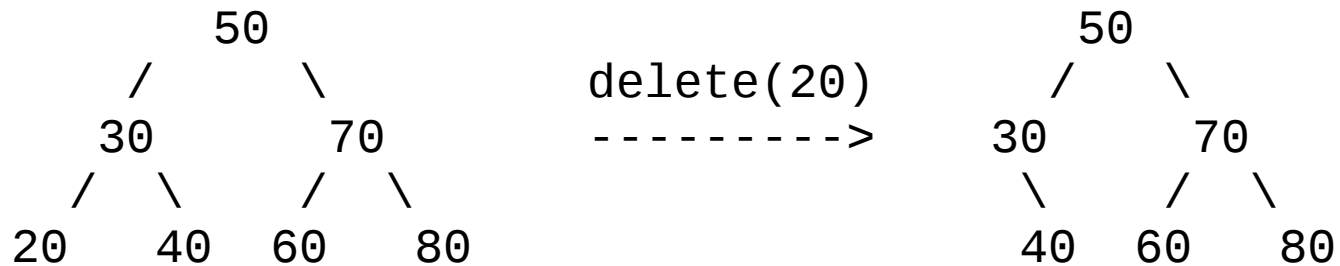 50                            50
           /     \         delete(20)      /   \
         30      70        ---------->   30     70
        /  \    /  \                      \    /  \
      20   40  60   80                    40  60   80